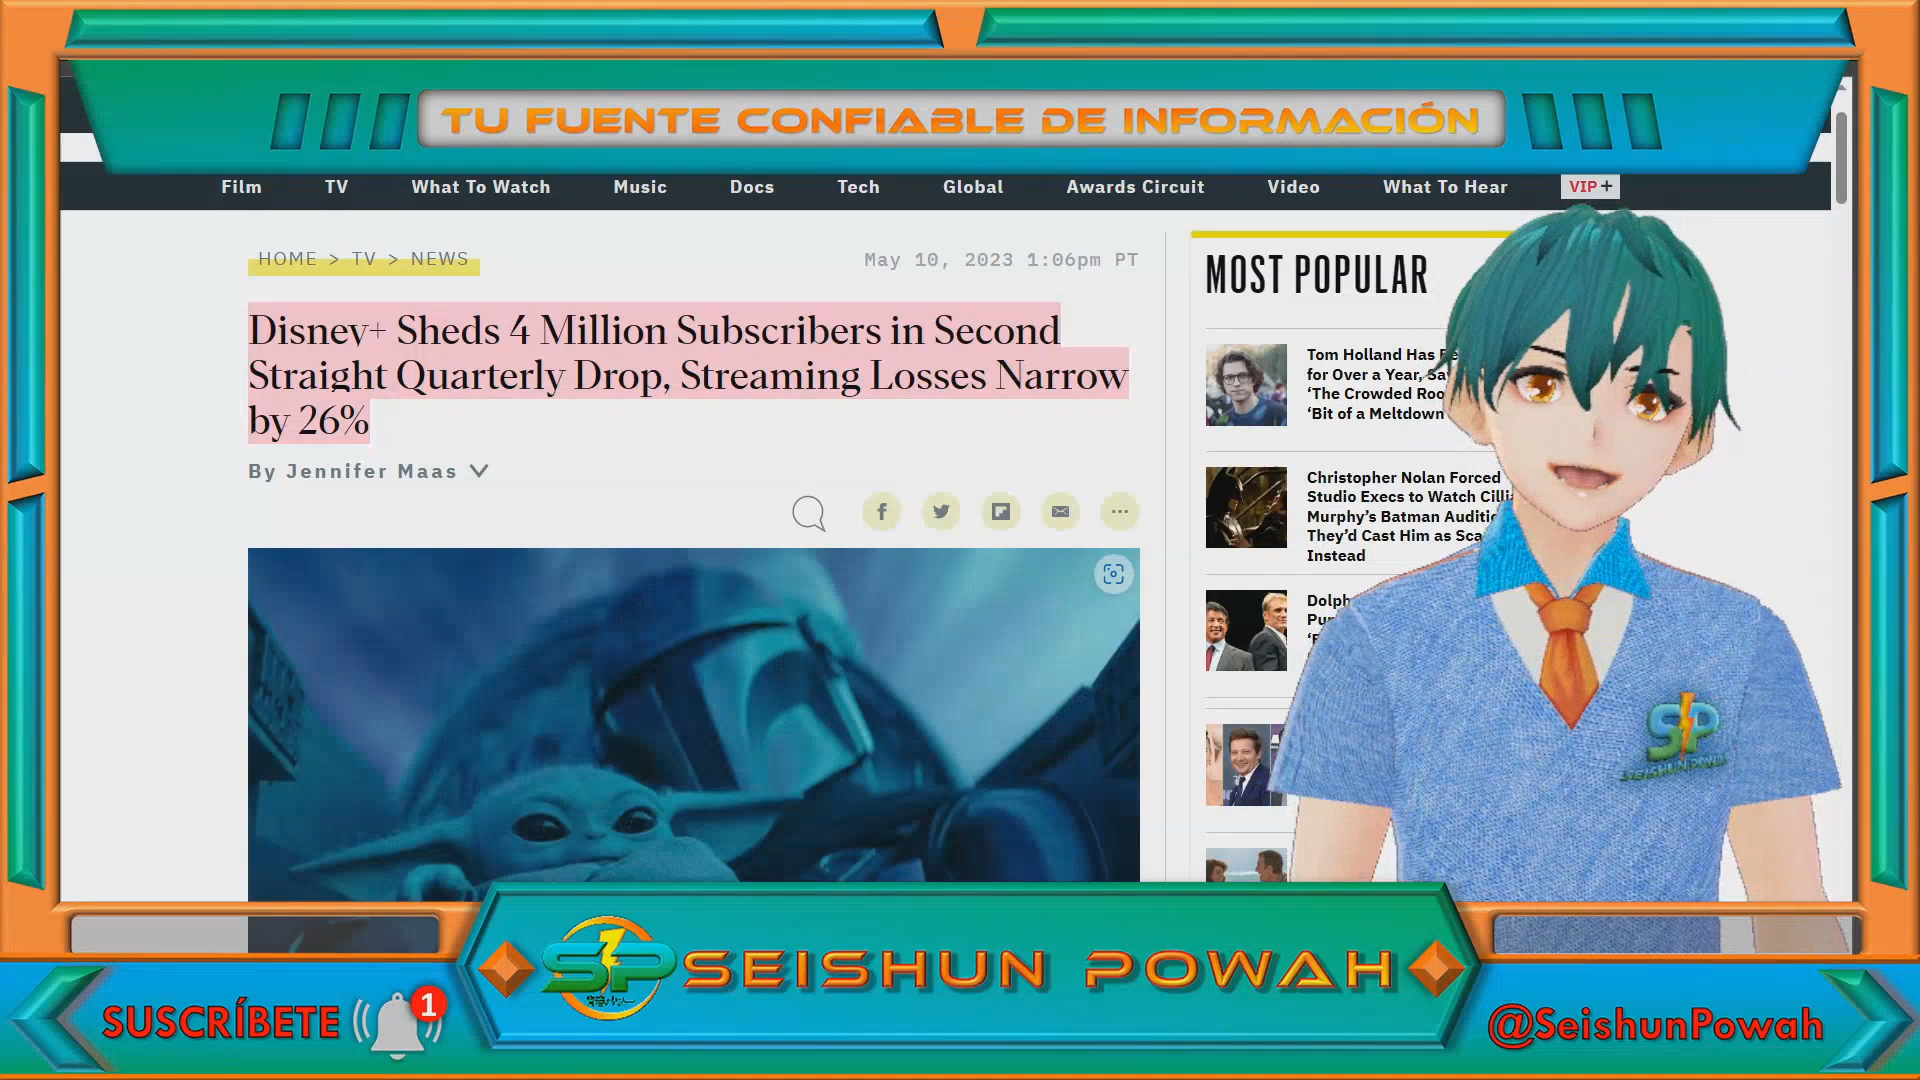 TU FUENTE CONFIABLE DE INFORMACIÓN
Film TV What To Watch Music Docs Tech Global Awards Circuit Video What To Hear VIP+
HOME > TV > NEWS
May 10, 2023 1:06pm PT
Disney+ Sheds 4 Million Subscribers in Second
Straight Quarterly Drop, Streaming Losses Narrow
by 26%
By Jennifer Maas
MOST POPULAR
Tom Holland Has
for Over a Year,
‘The Crowded
‘Bit of a Meltdown
Christopher Nolan Forced
Studio Execs to Watch
Murphy’s Batman
They’d Cast Him as
Instead
SP
SEISHUN POWAH
SUSCRÍBETE
1
SP
SEISHUN POWAH
@SeishunPowah